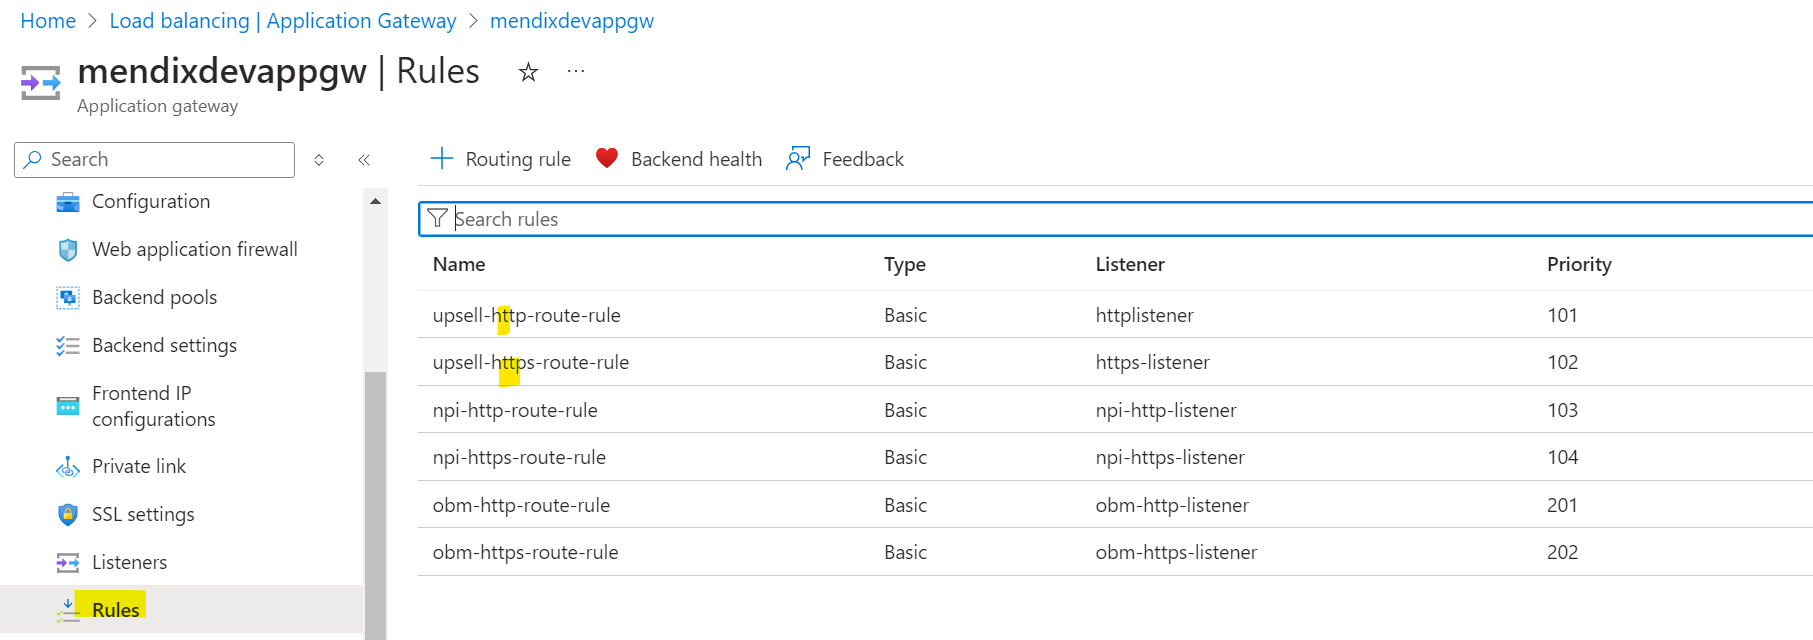 Home > Load balancing | Application Gateway > mendixdevappgw
mendixdevappgw | Rules
Application gateway
Search
Configuration
Web application firewall
Backend pools
Backend settings
Frontend IP
configurations
Private link
SSL settings
Listeners
Rules
Routing rule Backend health Feedback
Search rules
Name Type Listener Priority
upsell-http-route-rule Basic httplistener 101
upsell-https-route-rule Basic https-listener 102
npi-http-route-rule Basic npi-http-listener 103
npi-https-route-rule Basic npi-https-listener 104
obm-http-route-rule Basic obm-http-listener 201
obm-https-route-rule Basic obm-https-listener 202